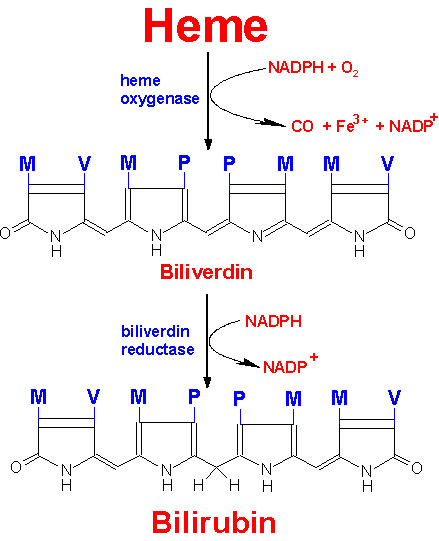 Heme
heme
oxygenase
NADPH + O2
CO + Fe3+ + NADP+
M V M P P M M V
O N H N H N N H O
Biliverdin
biliverdin
reductase
NADPH
NADP+
M V M P P M M V
O N H N H H H N H N H O
Bilirubin